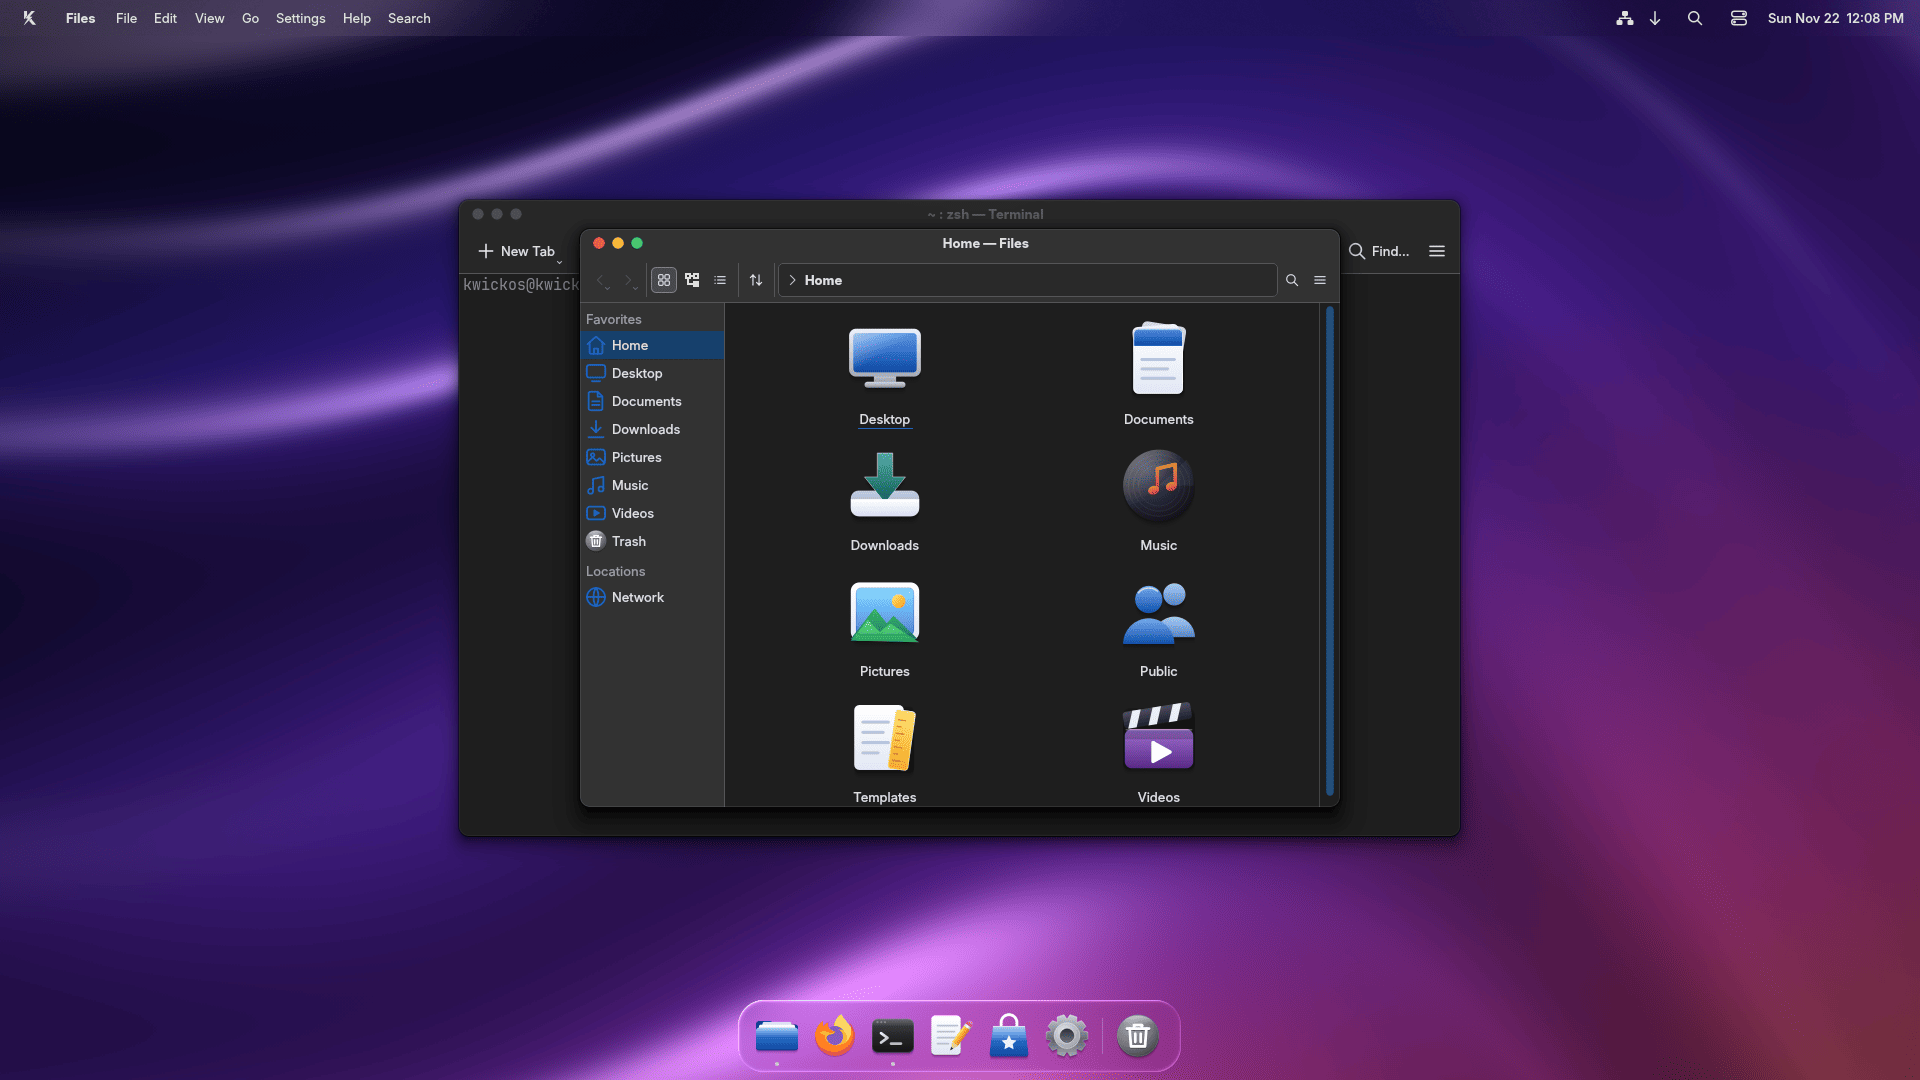 Files File Edit View Go Settings Help Search
Sun Nov 22 12:08 PM
~ : zsh — Terminal
New Tab
Find...
kwickos@kwick
Home — Files
Home
Favorites
Home
Desktop
Documents
Downloads
Pictures
Music
Videos
Trash
Locations
Network
Desktop
Documents
Downloads
Music
Pictures
Public
Templates
Videos